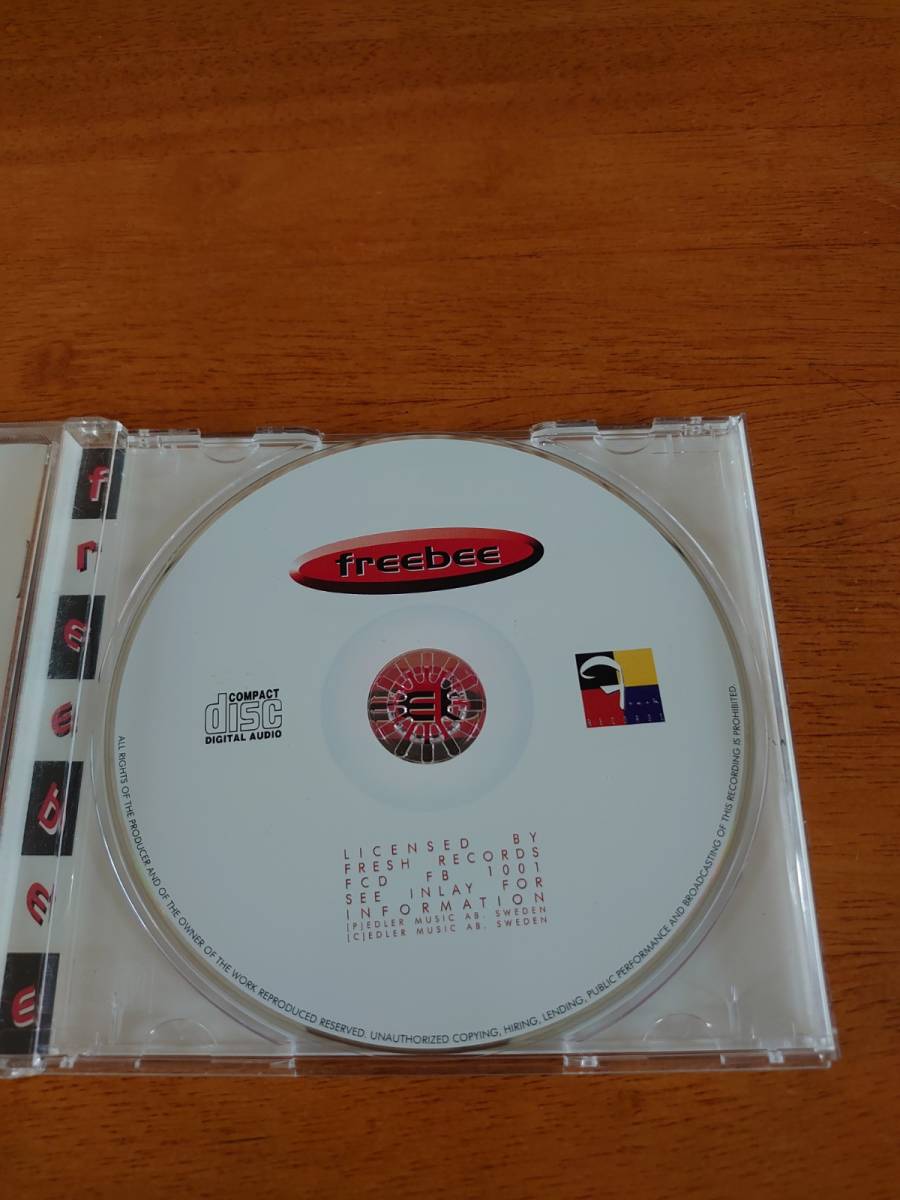 freebee
freebee
COMPACT
disc
DIGITAL AUDIO
LICENSED BY
FRESH RECORDS
FCD FB 1001
SEE INLAY FOR
INFORMATION
[P]EDLER MUSIC AB. SWEDEN
[C]EDLER MUSIC AB. SWEDEN
ALL RIGHTS OF THE PRODUCER AND OF THE OWNER OF THE WORK REPRODUCED RESERVED. UNAUTHORIZED COPYING, HIRING, LENDING, PUBLIC PERFORMANCE AND BROADCASTING OF THIS RECORDING IS PROHIBITED.